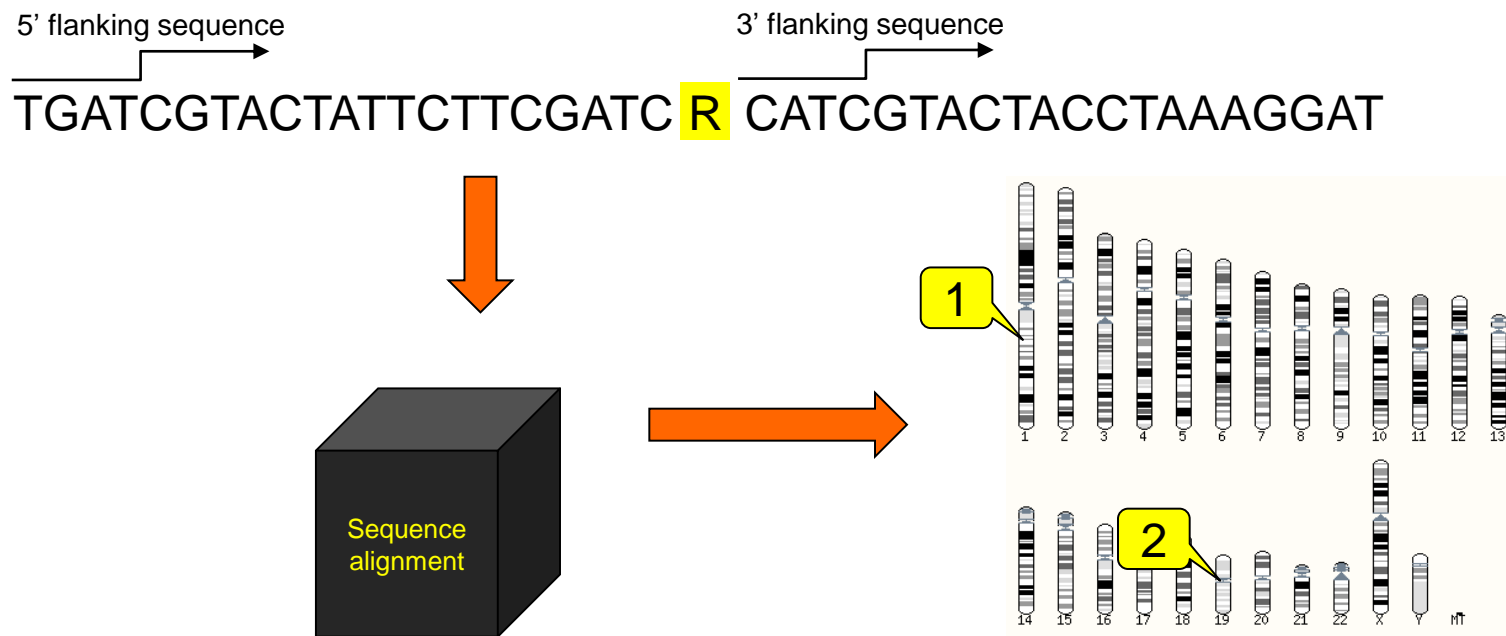 5’ flanking sequence
3’ flanking sequence
TGATCGTACTATTCTTCGATC R CATCGTACTACCTAAAGGAT
1
1 2 3 4 5 6 7 8 9 10 11 12 13
Sequence
alignment
2
14 15 16 17 18 19 20 21 22 X Y MT